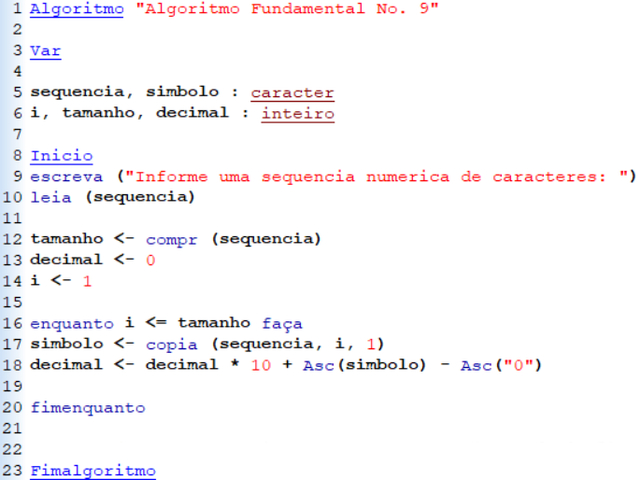 1 Algoritmo "Algoritmo Fundamental No. 9"
2
3 Var
4
5 sequencia, simbolo : caracter
6 i, tamanho, decimal : inteiro
7
8 Inicio
9 escreva ("Informe uma sequencia numerica de caracteres: ")
10 leia (sequencia)
11
12 tamanho <- compr (sequencia)
13 decimal <- 0
14 i <- 1
15
16 enquanto i <= tamanho faça
17 simbolo <- copia (sequencia, i, 1)
18 decimal <- decimal * 10 + Asc(simbolo) - Asc("0")
19
20 fimenquanto
21
22
23 Fimalgoritmo